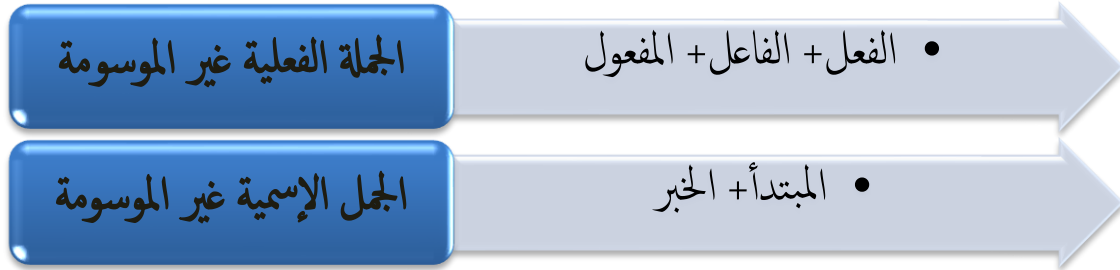 الجملة الفعلية غير الموسومة
• الفعل+ الفاعل+ المفعول
الجمل الإسمية غير الموسومة
• المبتدأ+ الخبر